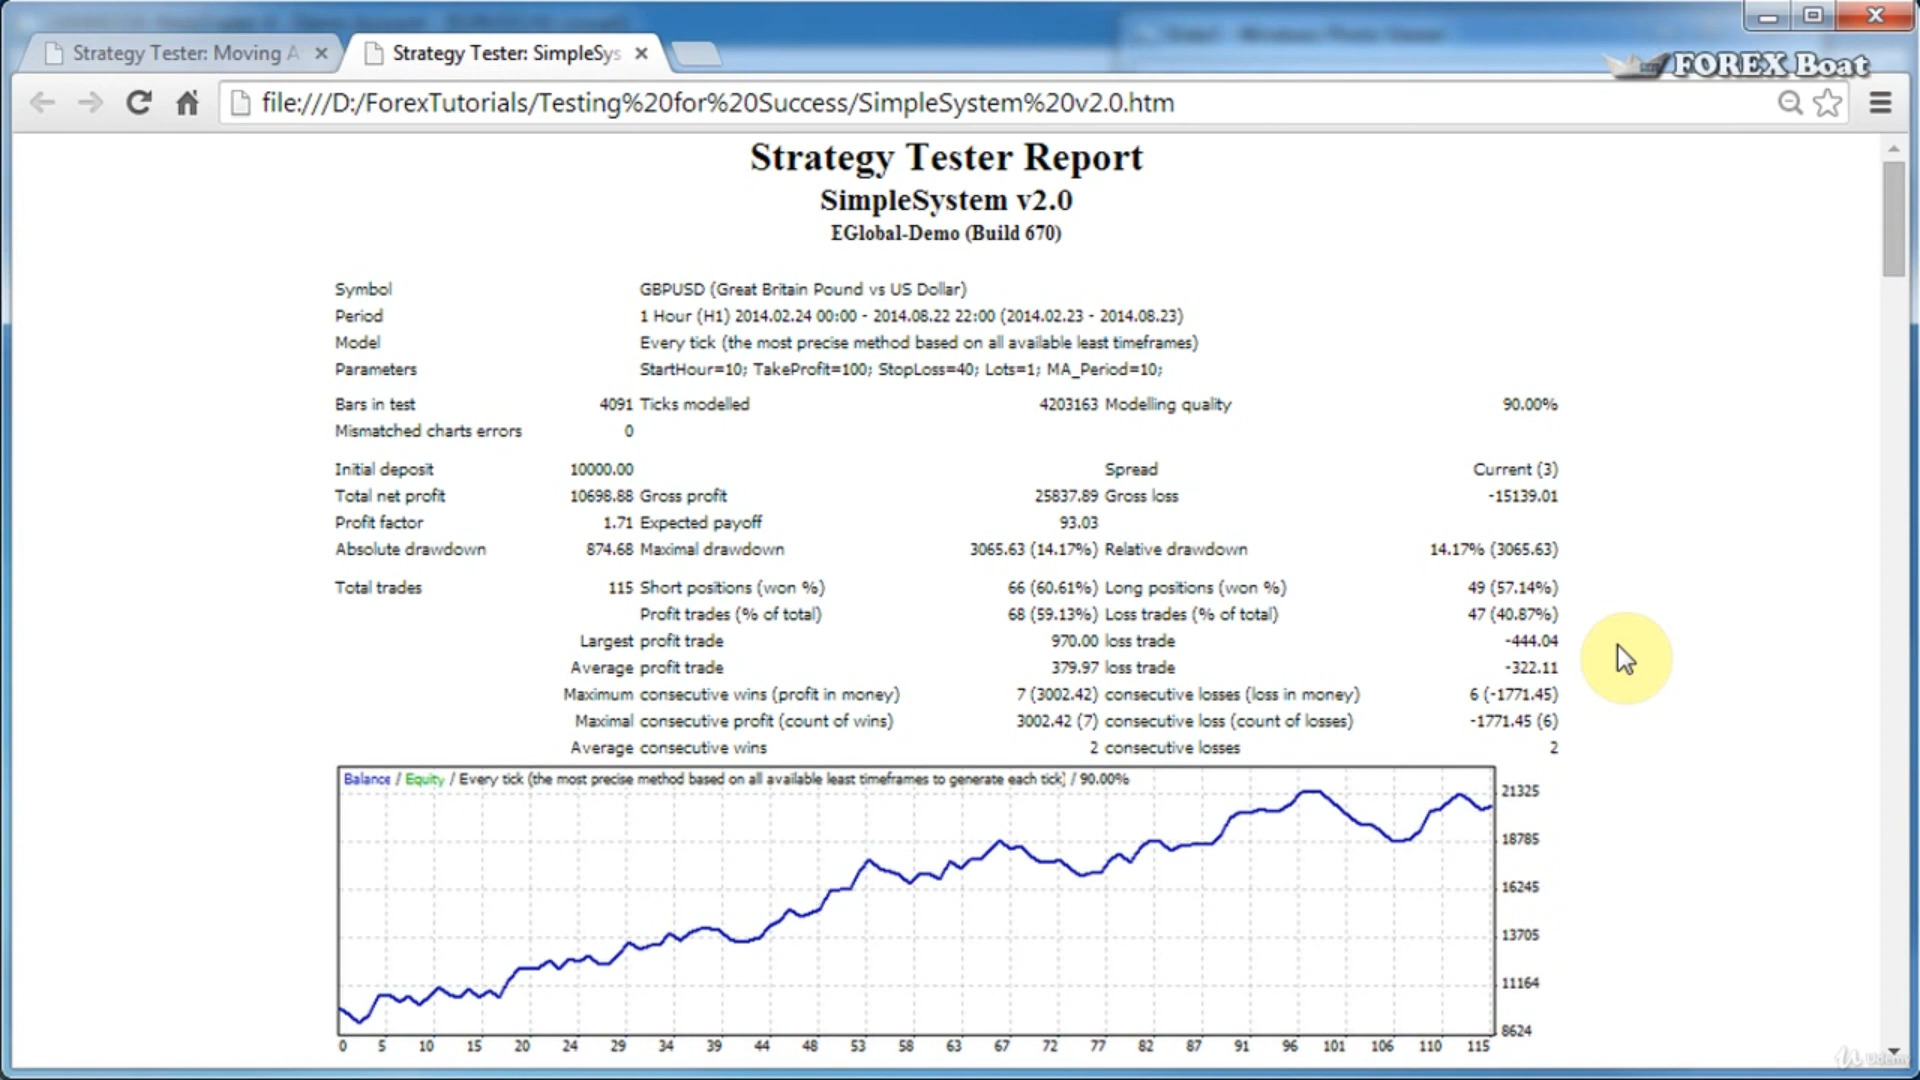 Strategy Tester: Moving A
Strategy Tester: SimpleSys
FOREX Boat
file:///D:/ForexTutorials/Testing%20for%20Success/SimpleSystem%20v2.0.htm
Strategy Tester Report
SimpleSystem v2.0
EGlobal-Demo (Build 670)
Symbol GBPUSD (Great Britain Pound vs US Dollar)
Period 1 Hour (H1) 2014.02.24 00:00 - 2014.08.22 22:00 (2014.02.23 - 2014.08.23)
Model Every tick (the most precise method based on all available least timeframes)
Parameters StartHour=10; TakeProfit=100; StopLoss=40; Lots=1; MA_Period=10;
Bars in test 4091 Ticks modelled 4203163 Modelling quality 90.00%
Mismatched charts errors 0
Initial deposit 10000.00 Spread Current (3)
Total net profit 10698.88 Gross profit 25837.89 Gross loss -15139.01
Profit factor 1.71 Expected payoff 93.03
Absolute drawdown 874.68 Maximal drawdown 3065.63 (14.17%) Relative drawdown 14.17% (3065.63)
Total trades 115 Short positions (won %) 66 (60.61%) Long positions (won %) 49 (57.14%)
Profit trades (% of total) 68 (59.13%) Loss trades (% of total) 47 (40.87%)
Largest profit trade 970.00 loss trade -444.04
Average profit trade 379.97 loss trade -322.11
Maximum consecutive wins (profit in money) 7 (3002.42) consecutive losses (loss in money) 6 (-1771.45)
Maximal consecutive profit (count of wins) 3002.42 (7) consecutive loss (count of losses) -1771.45 (6)
Average consecutive wins 2 consecutive losses 2
Balance / Equity / Every tick (the most precise method based on all available least timeframes to generate each tick) / 90.00%
21325
18785
16245
13705
11164
8624
0 5 10 15 20 24 29 34 39 44 48 53 58 63 67 72 77 82 87 91 96 101 106 110 115
Udemy